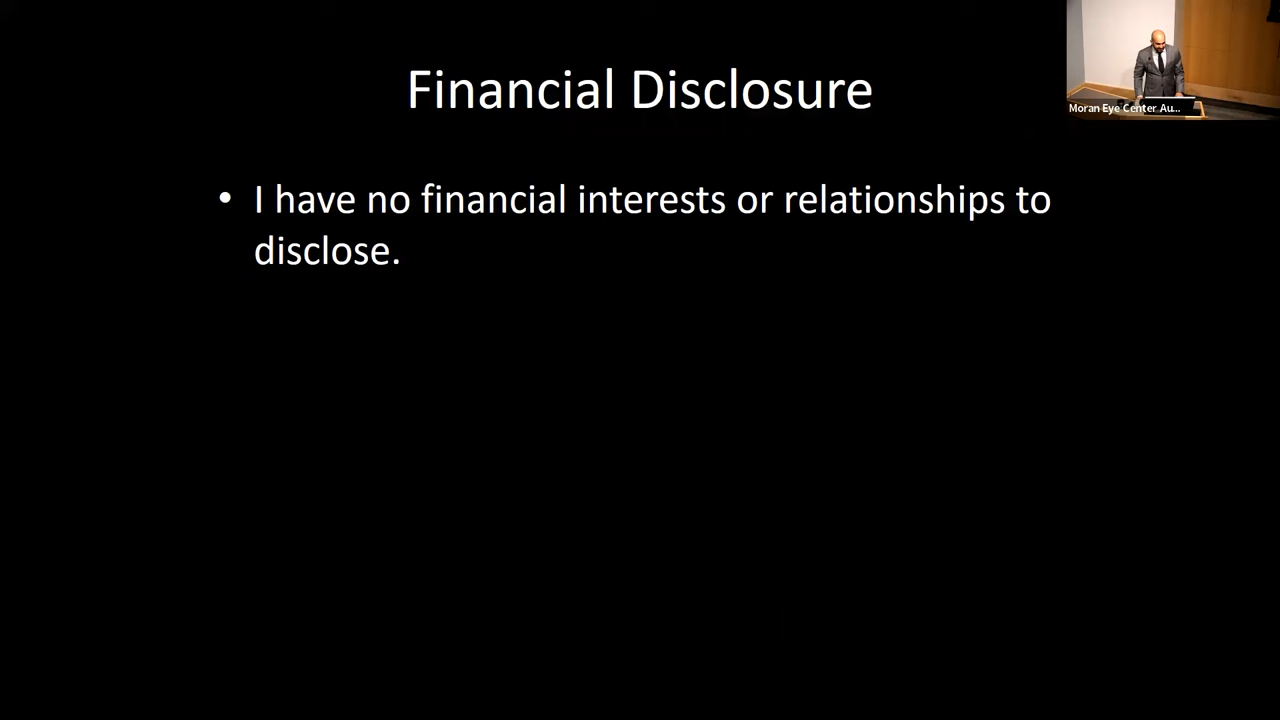 Financial Disclosure
• I have no financial interests or relationships to
disclose.
Moran Eye Center Au...